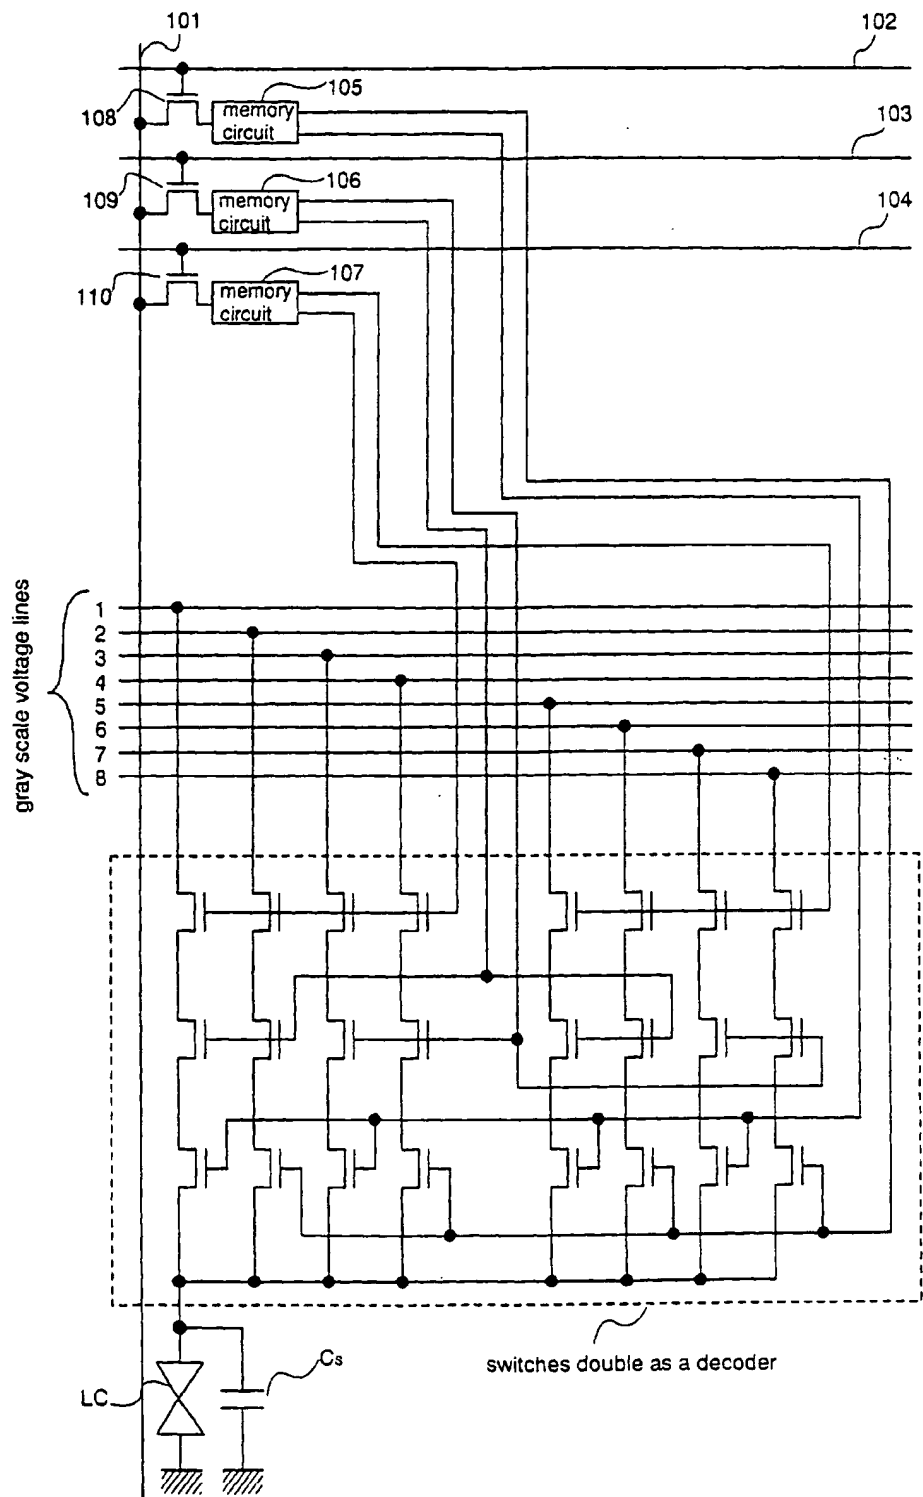 101
102
105
memory
circuit
108
103
106
memory
circuit
109
104
107
memory
circuit
110
gray scale voltage lines
1
2
3
4
5
6
7
8
switches double as a decoder
Cs
LC